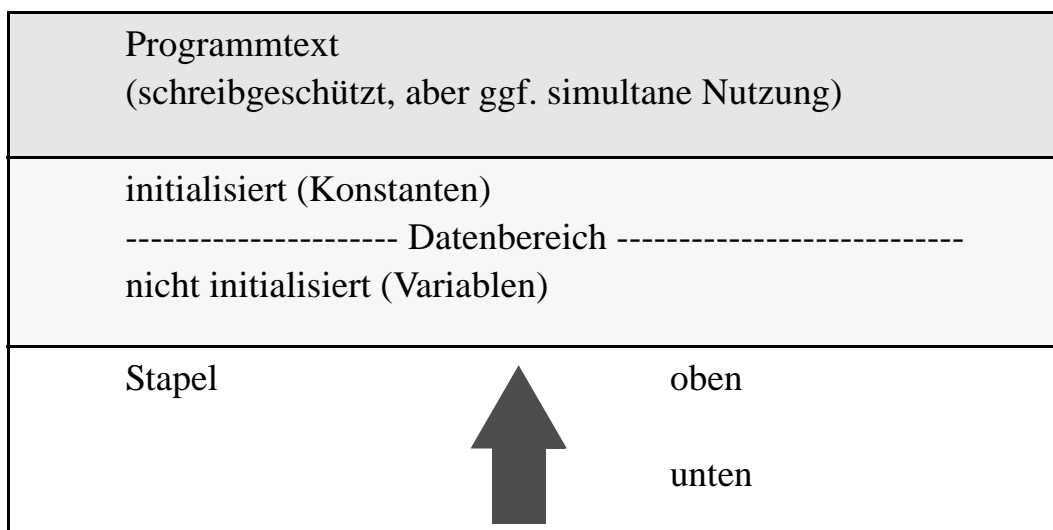 Programmtext
(schreibgeschützt, aber ggf. simultane Nutzung)
initialisiert (Konstanten)
---------------------- Datenbereich ----------------------------
nicht initialisiert (Variablen)
Stapel oben
unten